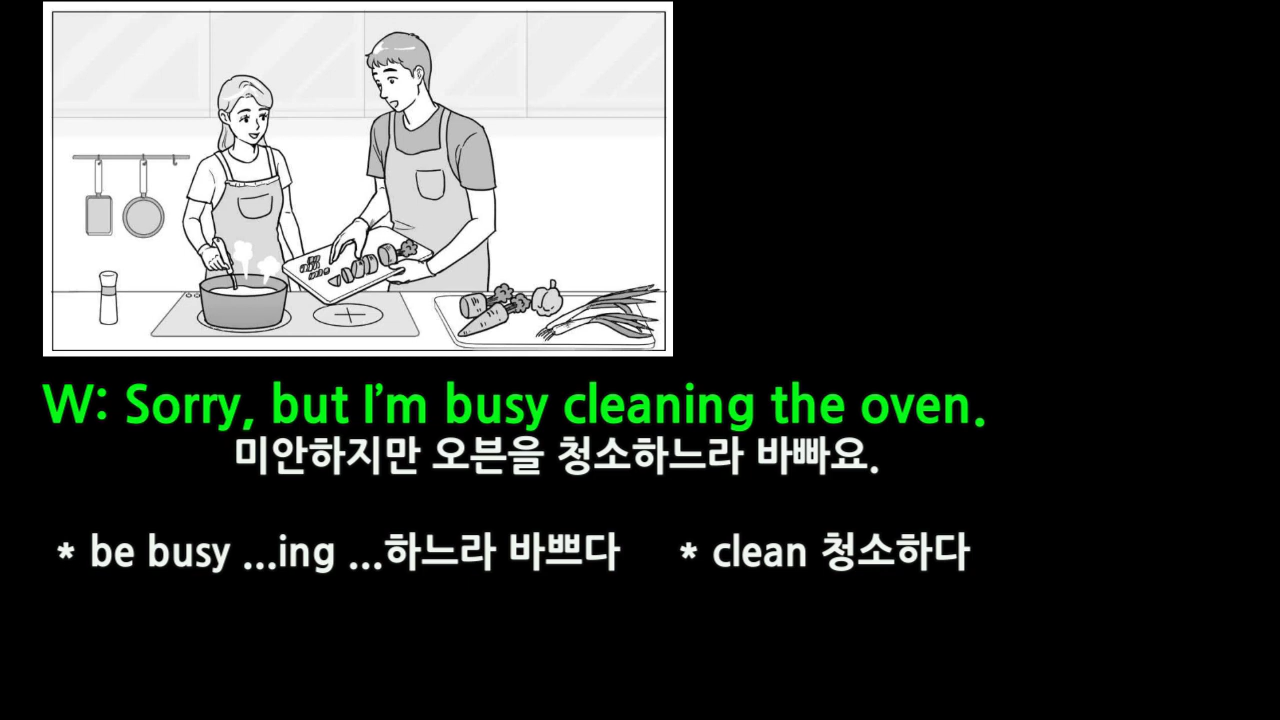 W: Sorry, but I’m busy cleaning the oven.
미안하지만 오븐을 청소하느라 바빠요.
* be busy ...ing ...하느라 바쁘다 * clean 청소하다